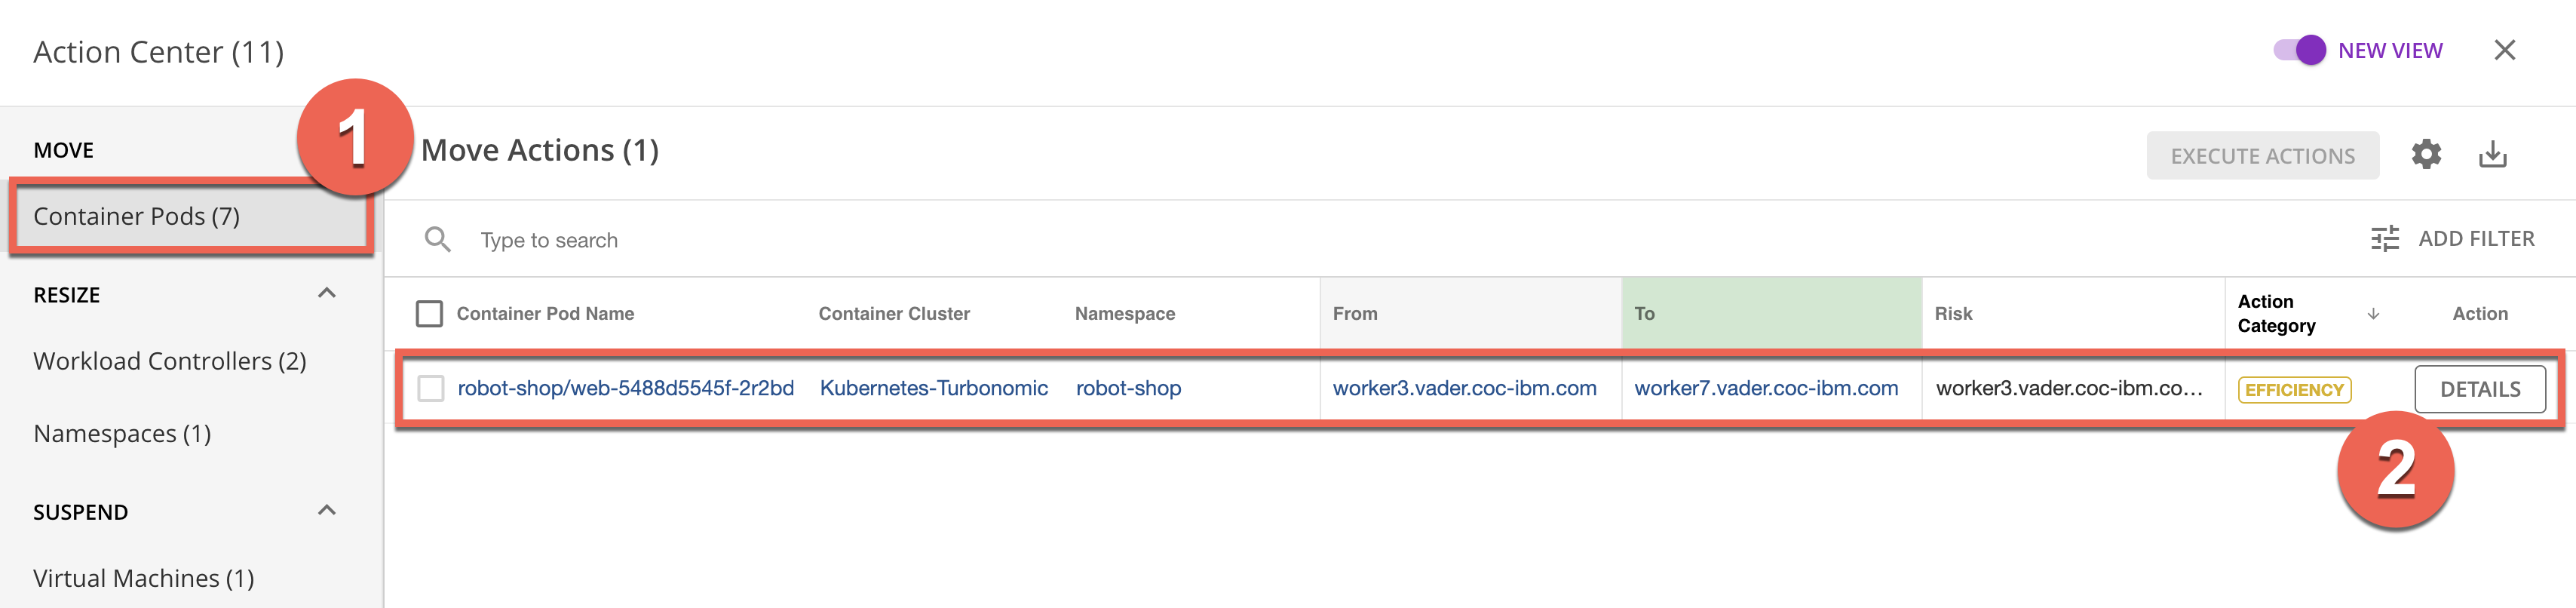 Action Center (11)
NEW VIEW
1
MOVE
Container Pods (7)
RESIZE
Workload Controllers (2)
Namespaces (1)
SUSPEND
Virtual Machines (1)
Move Actions (1)
EXECUTE ACTIONS
Type to search
ADD FILTER
Container Pod Name Container Cluster Namespace From To Risk Action Category Action
robot-shop/web-5488d5545f-2r2bd Kubernetes-Turbonomic robot-shop worker3.vader.coc-ibm.com worker7.vader.coc-ibm.com worker3.vader.coc-ibm.co... EFFICIENCY DETAILS
2